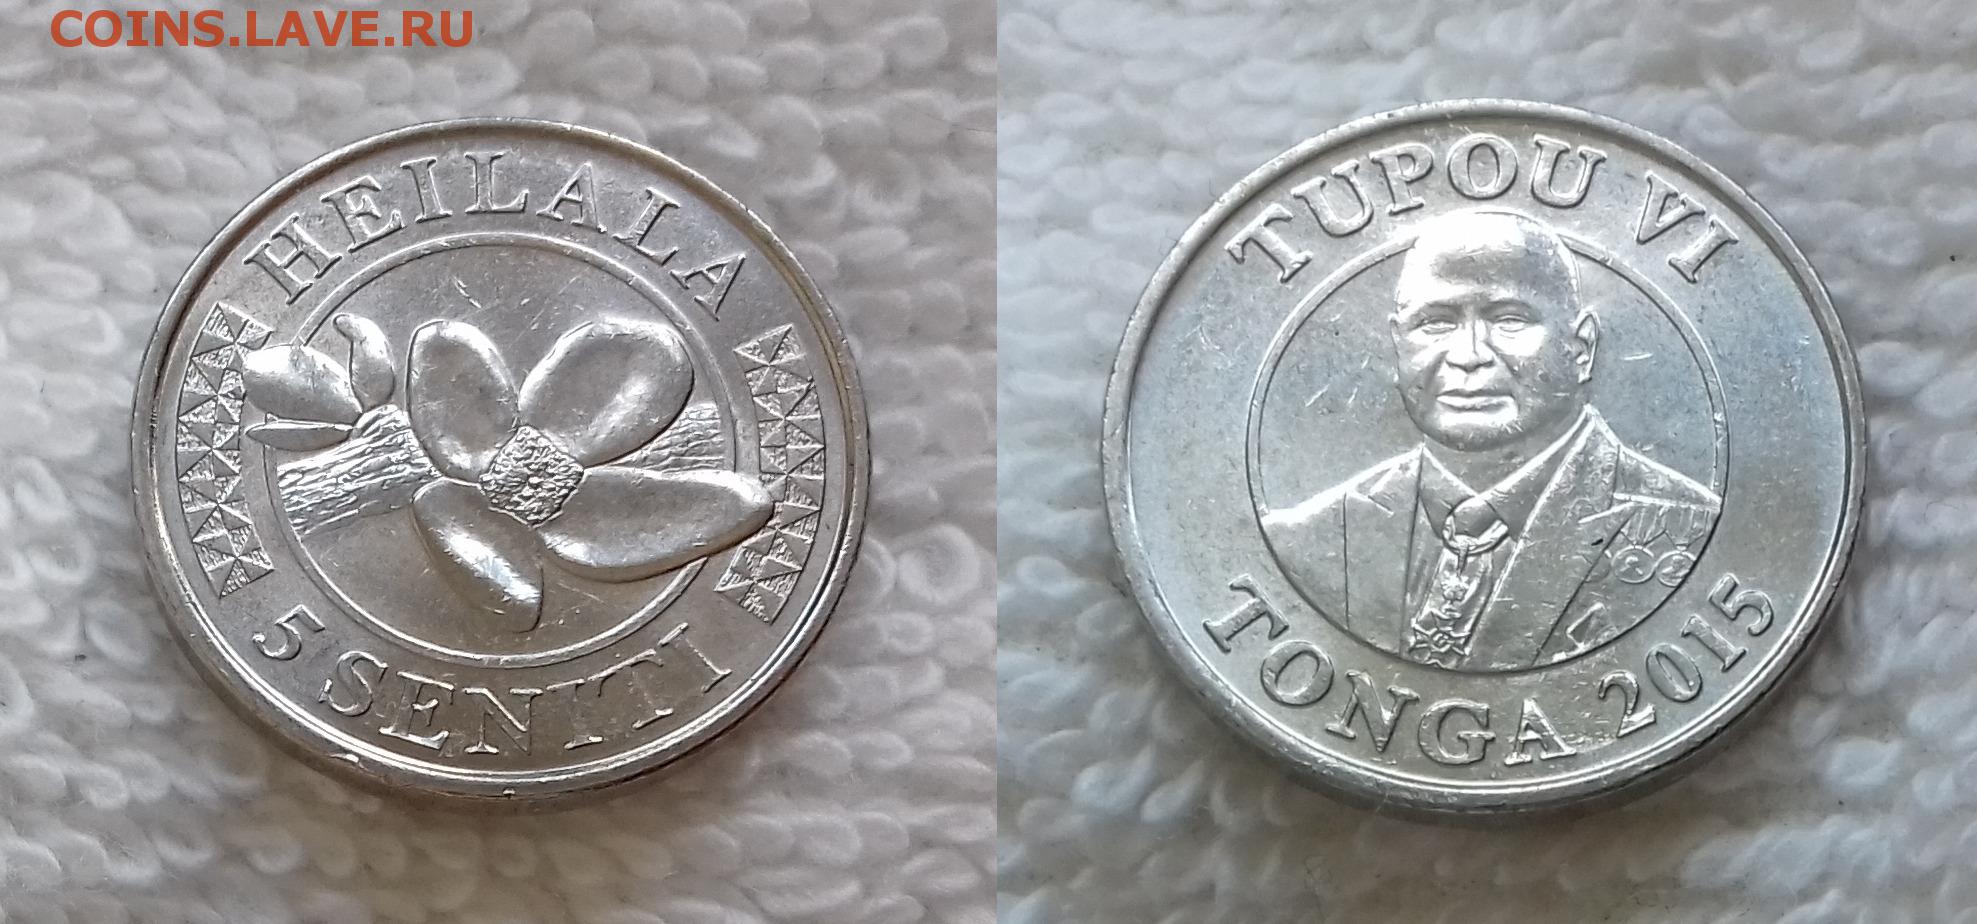 COINS.LAVE.RU
HEILALA
5 SENITI
TUPOU VI
TONGA 2015